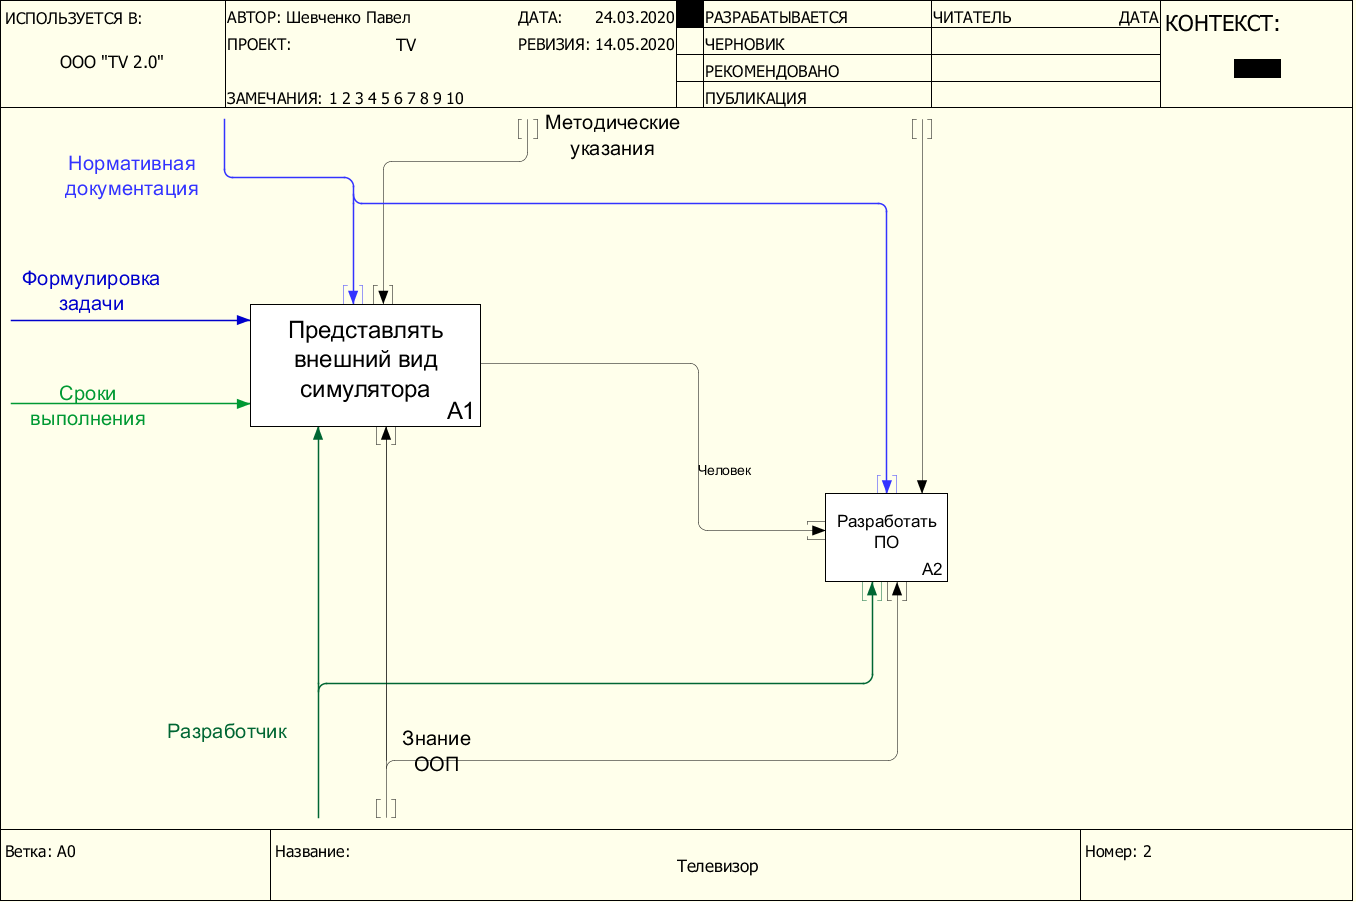 ИСПОЛЬЗУЕТСЯ В:
ООО "TV 2.0"
АВТОР: Шевченко Павел
ДАТА: 24.03.2020
ПРОЕКТ: TV
РЕВИЗИЯ: 14.05.2020
ЗАМЕЧАНИЯ: 1 2 3 4 5 6 7 8 9 10
РАЗРАБАТЫВАЕТСЯ
ЧЕРНОВИК
РЕКОМЕНДОВАНО
ПУБЛИКАЦИЯ
ЧИТАТЕЛЬ
ДАТА
КОНТЕКСТ:
Методические
указания
Нормативная
документация
Формулировка
задачи
Сроки
выполнения
Представлять
внешний вид
симулятора
A1
Человек
Разработать
ПО
A2
Разработчик
Знание
ООП
Ветка: A0
Название:
Телевизор
Номер: 2